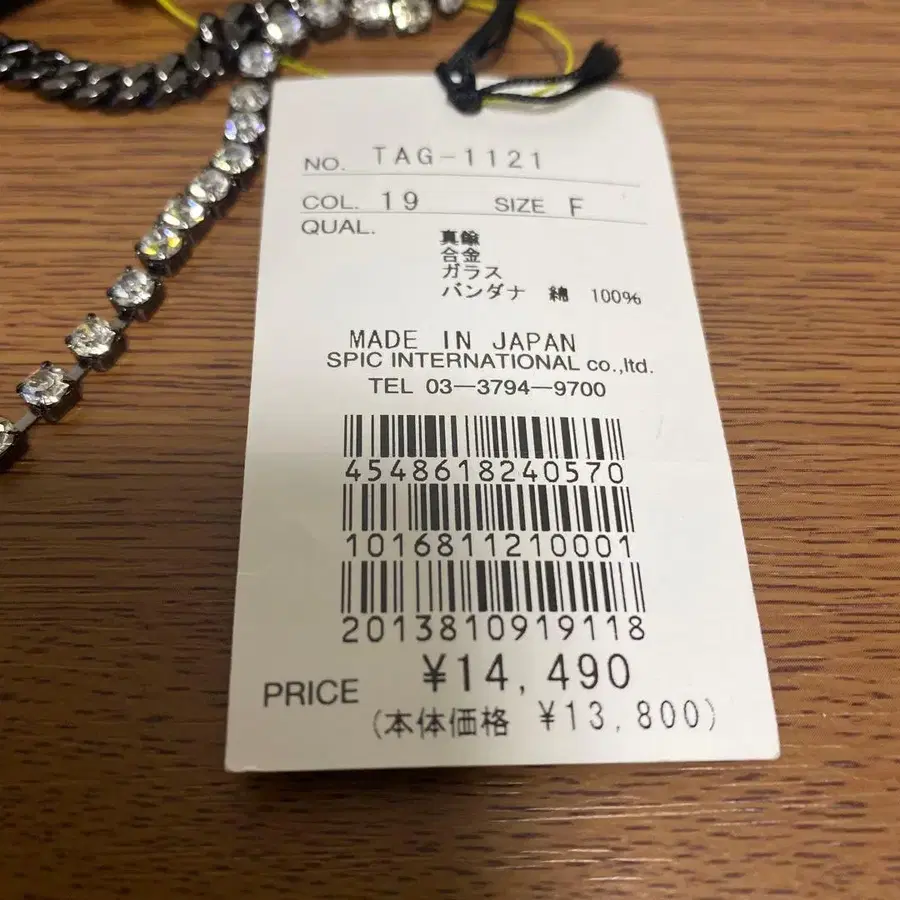 NO. TAG-1121
COL. 19 SIZE F
QUAL.
真鍮
合金
ガラス
バンダナ 綿 100%
MADE IN JAPAN
SPIC INTERNATIONAL co.,ltd.
TEL 03-3794-9700
4548618240570
1016811210001
2013810919118
PRICE ¥14,490
(本体価格 ¥13,800)